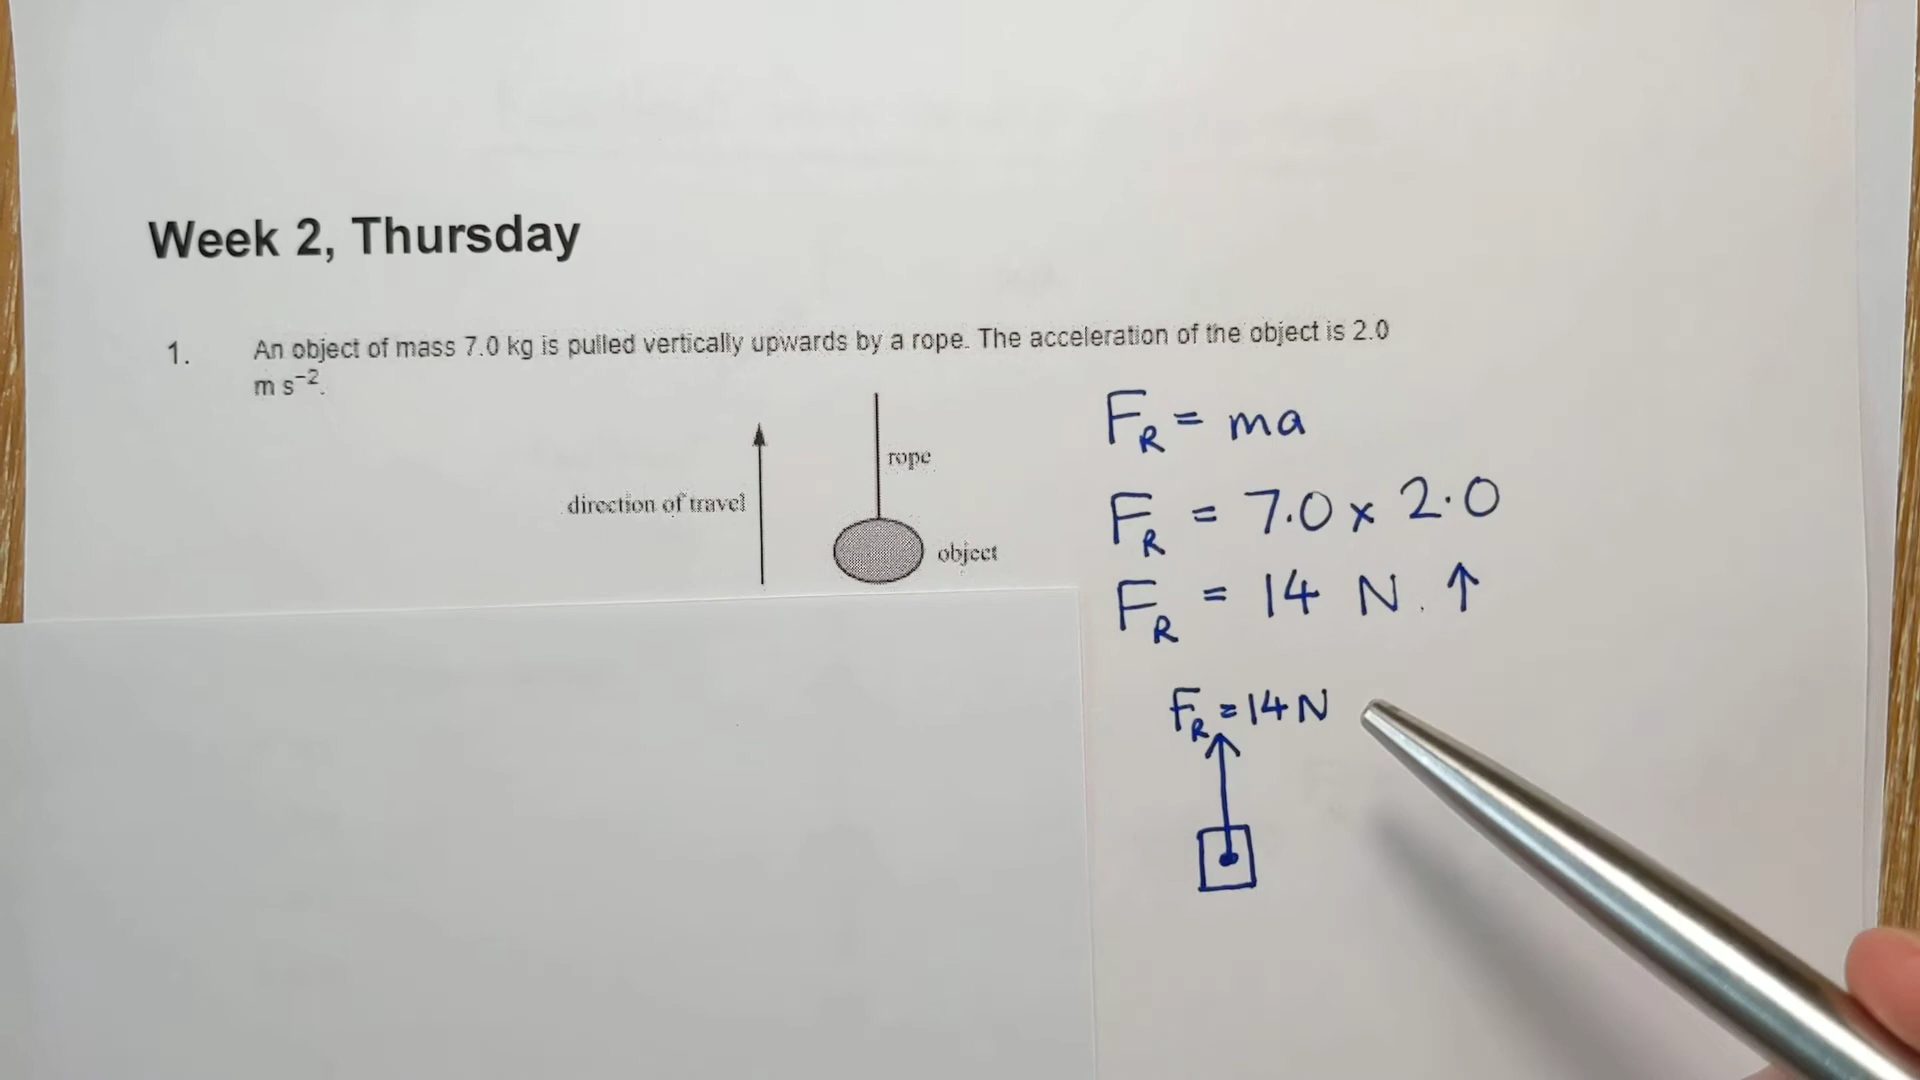 Week 2, Thursday
1. An object of mass 7.0 kg is pulled vertically upwards by a rope. The acceleration of the object is 2.0
m s⁻².
rope
direction of travel
object
F_R = ma
F_R = 7.0 × 2.0
F_R = 14 N. ↑
F_R = 14 N